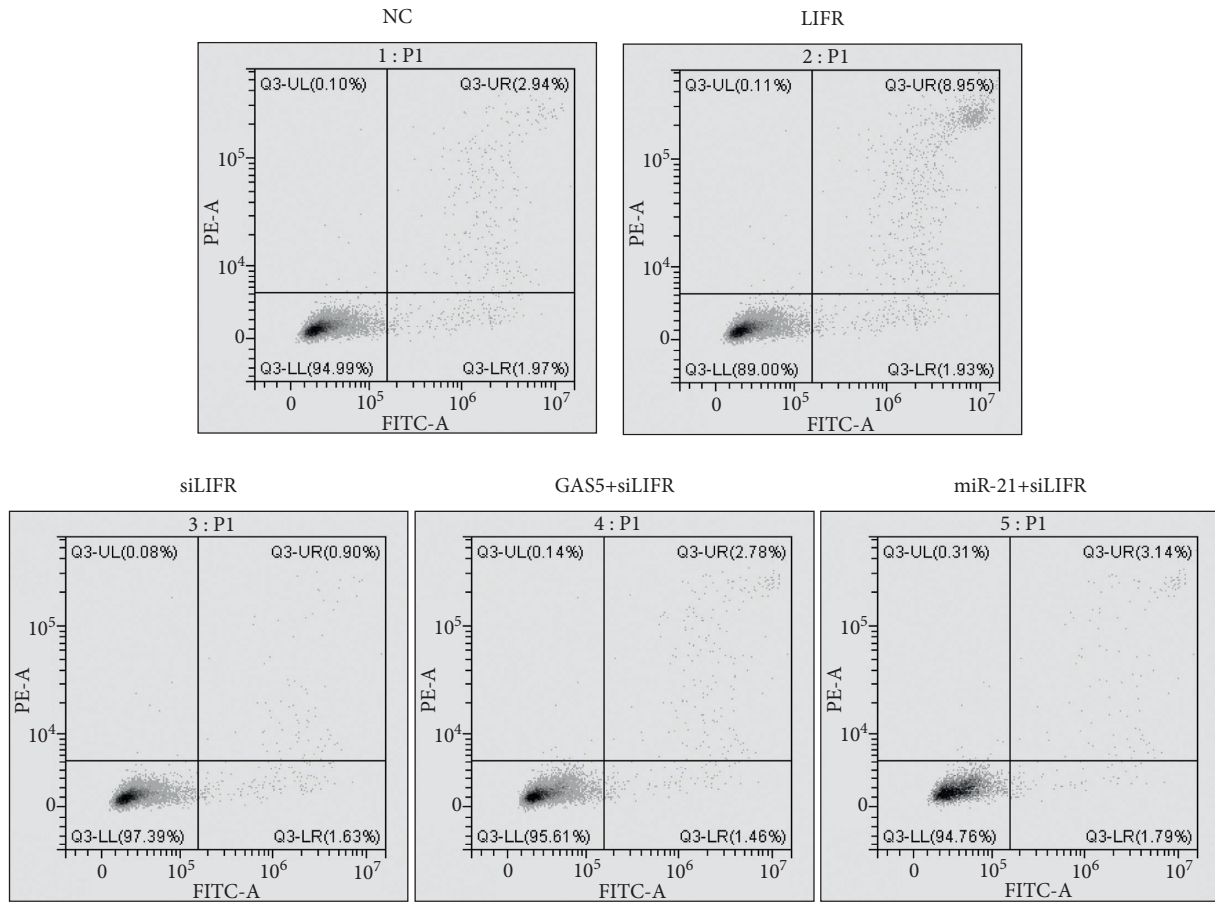 NC
1 : P1
Q3-UL(0.10%) Q3-UR(2.94%)
10^5
10^4
0
PE-A
Q3-LL(94.99%) Q3-LR(1.97%)
0 10^5 10^6 10^7
FITC-A
LIFR
2 : P1
Q3-UL(0.11%) Q3-UR(8.95%)
10^5
10^4
0
PE-A
Q3-LL(89.00%) Q3-LR(1.93%)
0 10^5 10^6 10^7
FITC-A
siLIFR
3 : P1
Q3-UL(0.08%) Q3-UR(0.90%)
10^5
10^4
0
PE-A
Q3-LL(97.39%) Q3-LR(1.63%)
0 10^5 10^6 10^7
FITC-A
GAS5+siLIFR
4 : P1
Q3-UL(0.14%) Q3-UR(2.78%)
10^5
10^4
0
PE-A
Q3-LL(95.61%) Q3-LR(1.46%)
0 10^5 10^6 10^7
FITC-A
miR-21+siLIFR
5 : P1
Q3-UL(0.31%) Q3-UR(3.14%)
10^5
10^4
0
PE-A
Q3-LL(94.76%) Q3-LR(1.79%)
0 10^5 10^6 10^7
FITC-A